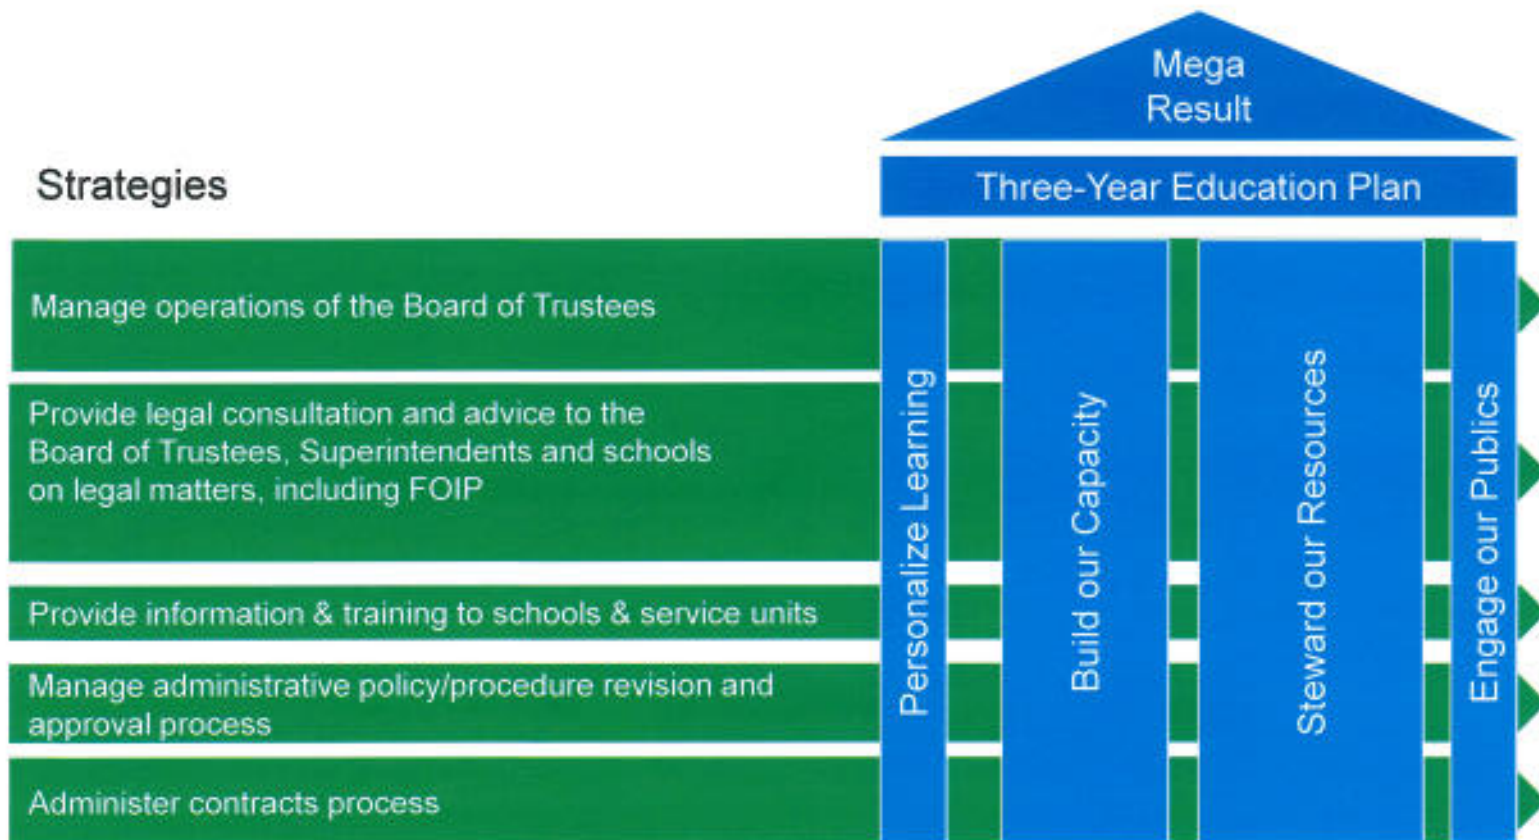 Mega
Result
Three-Year Education Plan
Strategies
Manage operations of the Board of Trustees
Provide legal consultation and advice to the
Board of Trustees, Superintendents and schools
on legal matters, including FOIP
Provide information & training to schools & service units
Manage administrative policy/procedure revision and
approval process
Administer contracts process
Personalize Learning
Build our Capacity
Steward our Resources
Engage our Publics